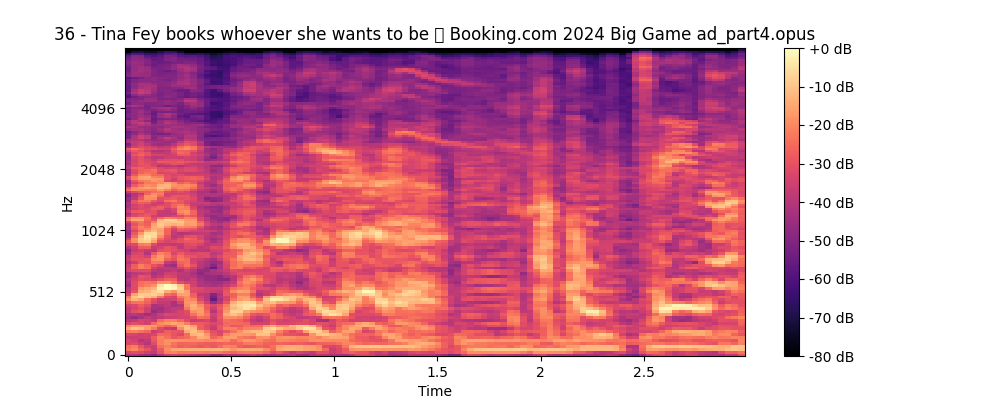 36 - Tina Fey books whoever she wants to be ▯ Booking.com 2024 Big Game ad_part4.opus
+0 dB
-10 dB
-20 dB
-30 dB
-40 dB
-50 dB
-60 dB
-70 dB
-80 dB
4096
2048
1024
512
0
Hz
0
0.5
1
1.5
2
2.5
Time